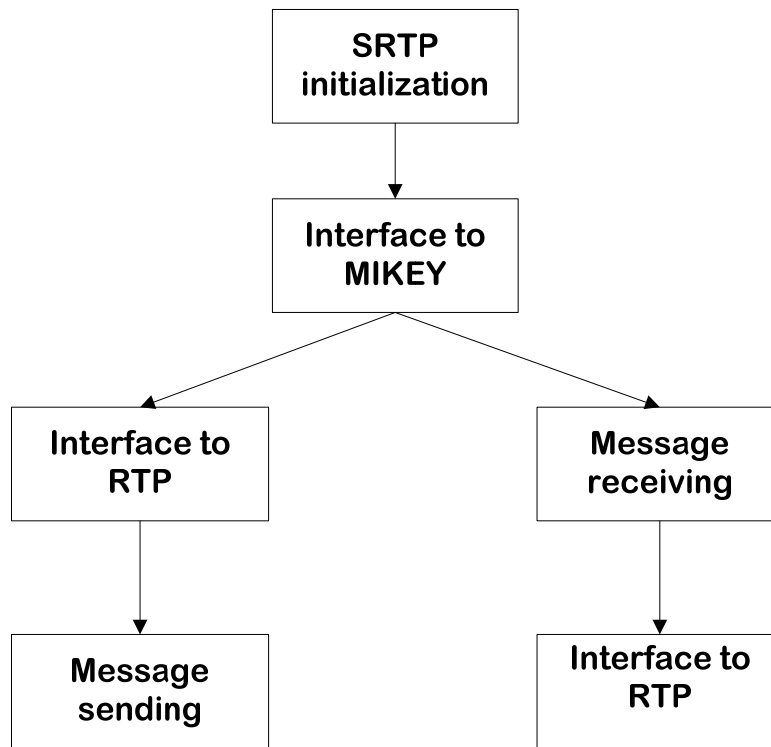 SRTP
initialization
Interface to
MIKEY
Interface to
RTP
Message
receiving
Message
sending
Interface to
RTP